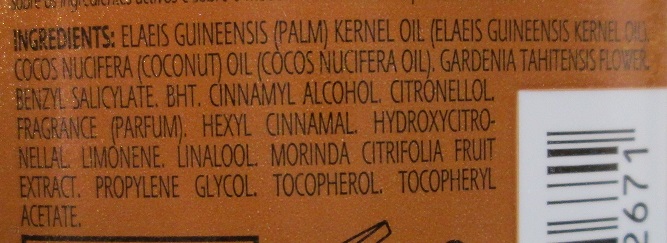 INGREDIENTS: ELAEIS GUINEENSIS (PALM) KERNEL OIL (ELAEIS GUINEENSIS KERNEL OIL).
COCOS NUCIFERA (COCONUT) OIL (COCOS NUCIFERA OIL). GARDENIA TAHITENSIS FLOWER.
BENZYL SALICYLATE. BHT. CINNAMYL ALCOHOL. CITRONELLOL.
FRAGRANCE (PARFUM). HEXYL CINNAMAL. HYDROXYCITRO-
NELLAL. LIMONENE. LINALOOL. MORINDA CITRIFOLIA FRUIT
EXTRACT. PROPYLENE GLYCOL. TOCOPHEROL. TOCOPHERYL
ACETATE.
2671